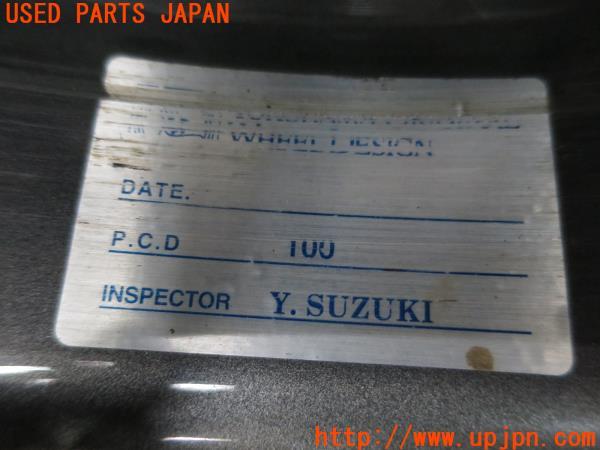 USED PARTS JAPAN
WHEEL DESIGN
DATE.
P.C.D 100
INSPECTOR Y. SUZUKI
http://www.upjpn.com